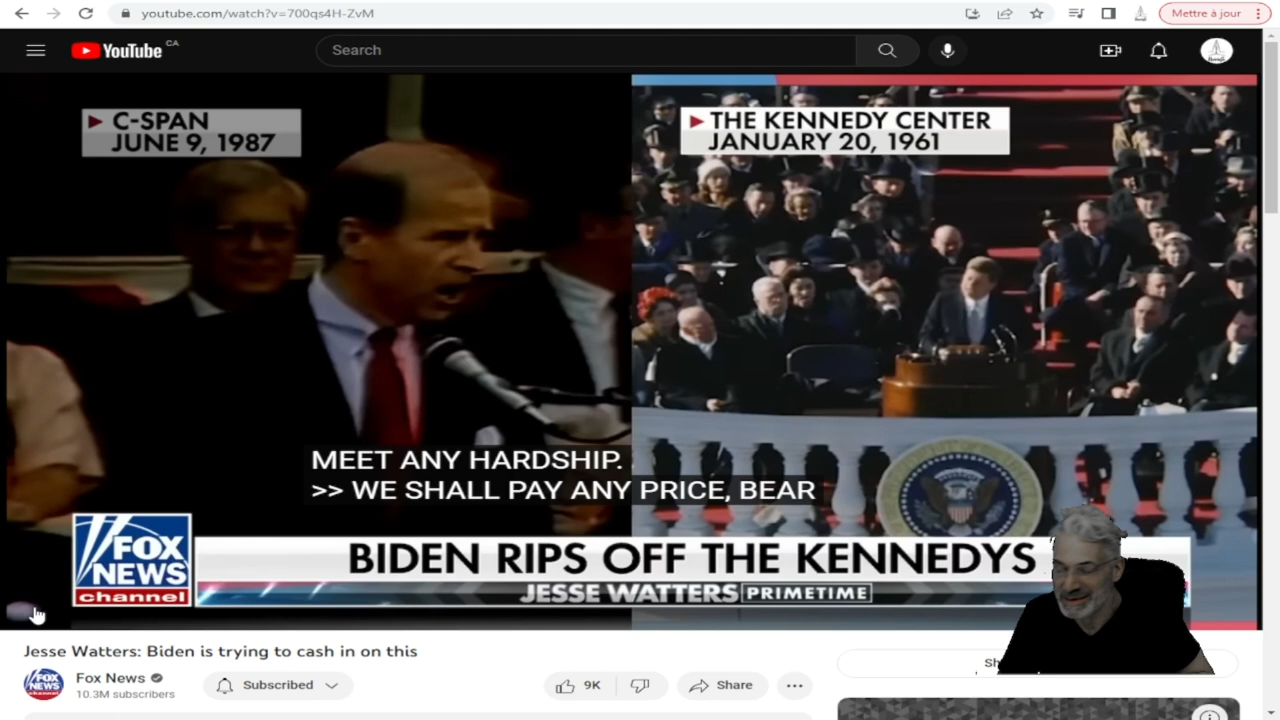 youtube.com/watch?v=700qs4H-ZvM
Mettre à jour
YouTube CA
Search
C-SPAN
JUNE 9, 1987
THE KENNEDY CENTER
JANUARY 20, 1961
MEET ANY HARDSHIP.
>> WE SHALL PAY ANY PRICE, BEAR
FOX
NEWS
channel
BIDEN RIPS OFF THE KENNEDYS
JESSE WATTERS PRIMETIME
Jesse Watters: Biden is trying to cash in on this
Fox News
10.3M subscribers
Subscribed
9K
Share
Sh